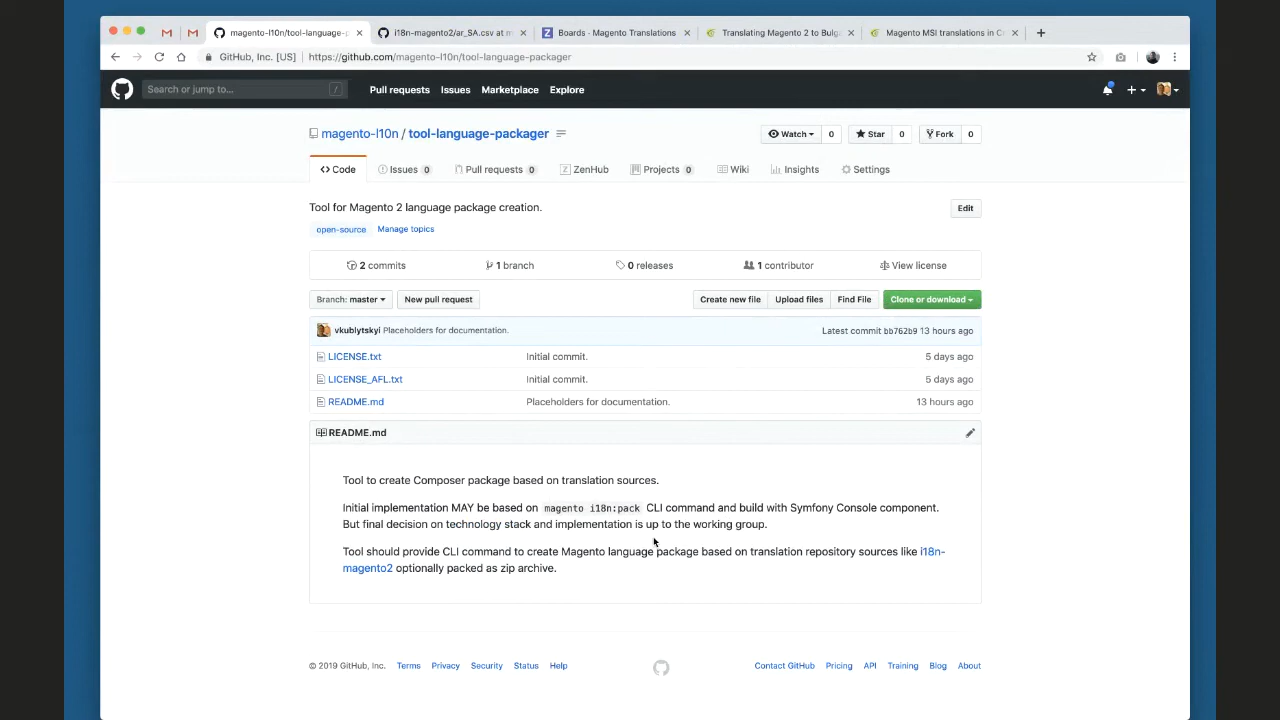 magento-l10n/tool-language-p
i18n-magento2/ar_SA.csv at m
Boards - Magento Translations
Translating Magento 2 to Bulg
Magento MSI translations in C
GitHub, Inc. [US] | https://github.com/magento-l10n/tool-language-packager
Search or jump to... /
Pull requests Issues Marketplace Explore
magento-l10n / tool-language-packager
Watch 0 Star 0 Fork 0
Code Issues 0 Pull requests 0 ZenHub Projects 0 Wiki Insights Settings
Tool for Magento 2 language package creation. Edit
open-source Manage topics
2 commits 1 branch 0 releases 1 contributor View license
Branch: master New pull request Create new file Upload files Find File Clone or download
vkublytskyi Placeholders for documentation. Latest commit bb762b9 13 hours ago
LICENSE.txt Initial commit. 5 days ago
LICENSE_AFL.txt Initial commit. 5 days ago
README.md Placeholders for documentation. 13 hours ago
README.md
Tool to create Composer package based on translation sources.
Initial implementation MAY be based on magento i18n:pack CLI command and build with Symfony Console component.
But final decision on technology stack and implementation is up to the working group.
Tool should provide CLI command to create Magento language package based on translation repository sources like i18n-
magento2 optionally packed as zip archive.
© 2019 GitHub, Inc. Terms Privacy Security Status Help Contact GitHub Pricing API Training Blog About